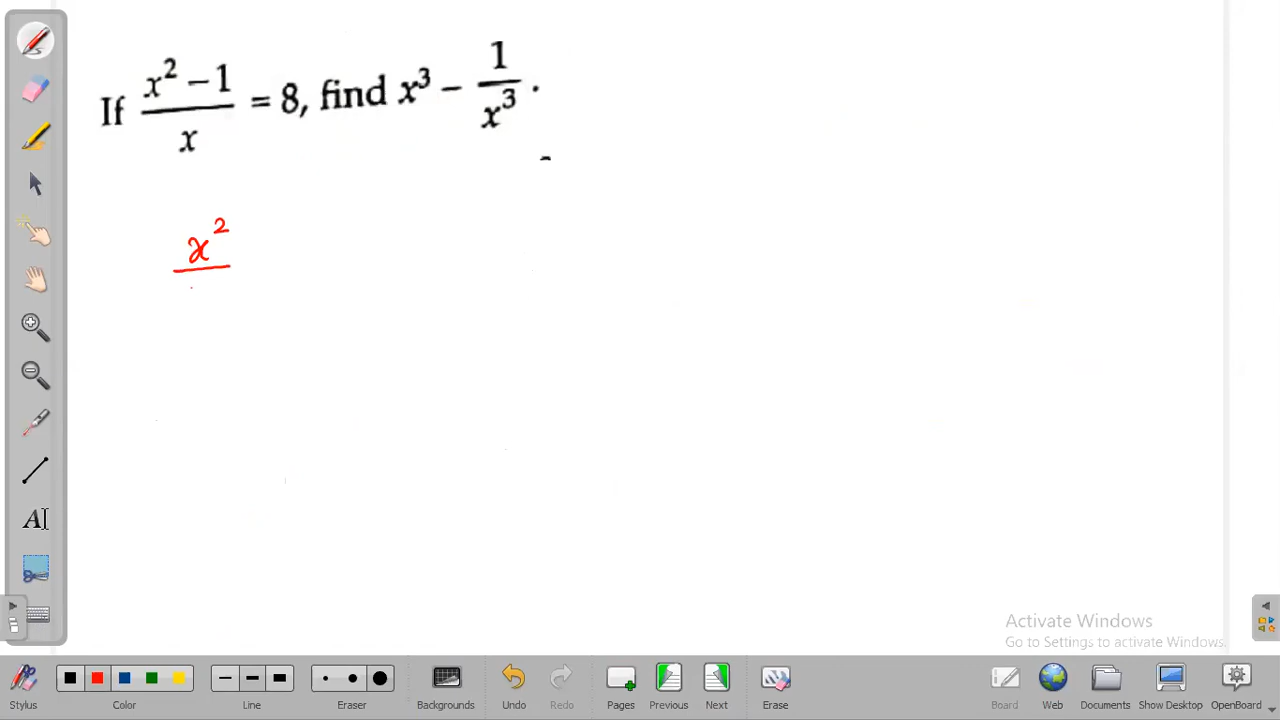 If x² − 1 / x = 8, find x³ − 1 / x³ .
x²
AI
Activate Windows
Go to Settings to activate Windows.
Stylus Color Line Eraser Backgrounds Undo Redo Pages Previous Next Erase Board Web Documents Show Desktop OpenBoard